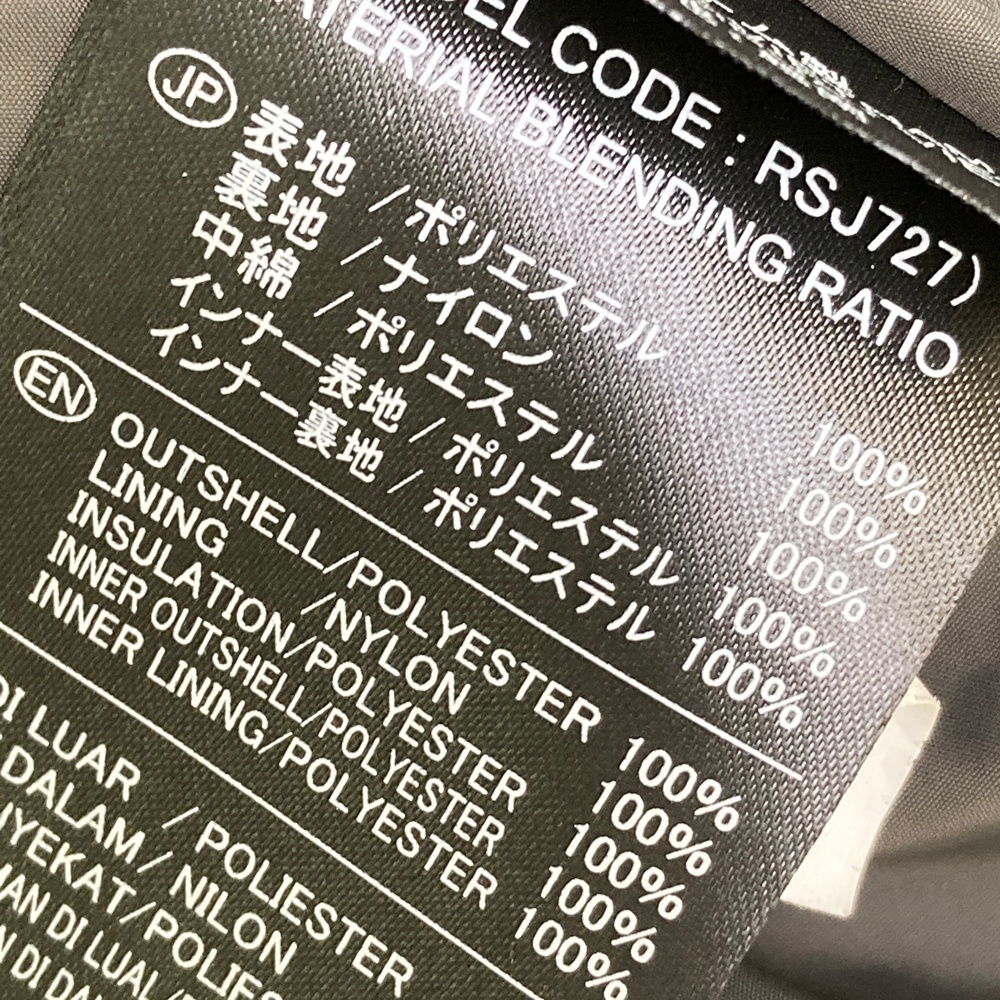 CODE : RSJ727)
MATERIAL BLENDING RATIO
JP
表地 / ポリエステル 100%
裏地 / ナイロン 100%
中綿 / ポリエステル 100%
インナー表地 / ポリエステル 100%
インナー裏地 / ポリエステル 100%
EN
OUTSHELL/POLYESTER 100%
LINING /NYLON 100%
INSULATION/POLYESTER 100%
INNER OUTSHELL/POLYESTER 100%
INNER LINING/POLYESTER 100%
DI LUAR /POLIESTER
DALAM/NILON
DI LUAL/